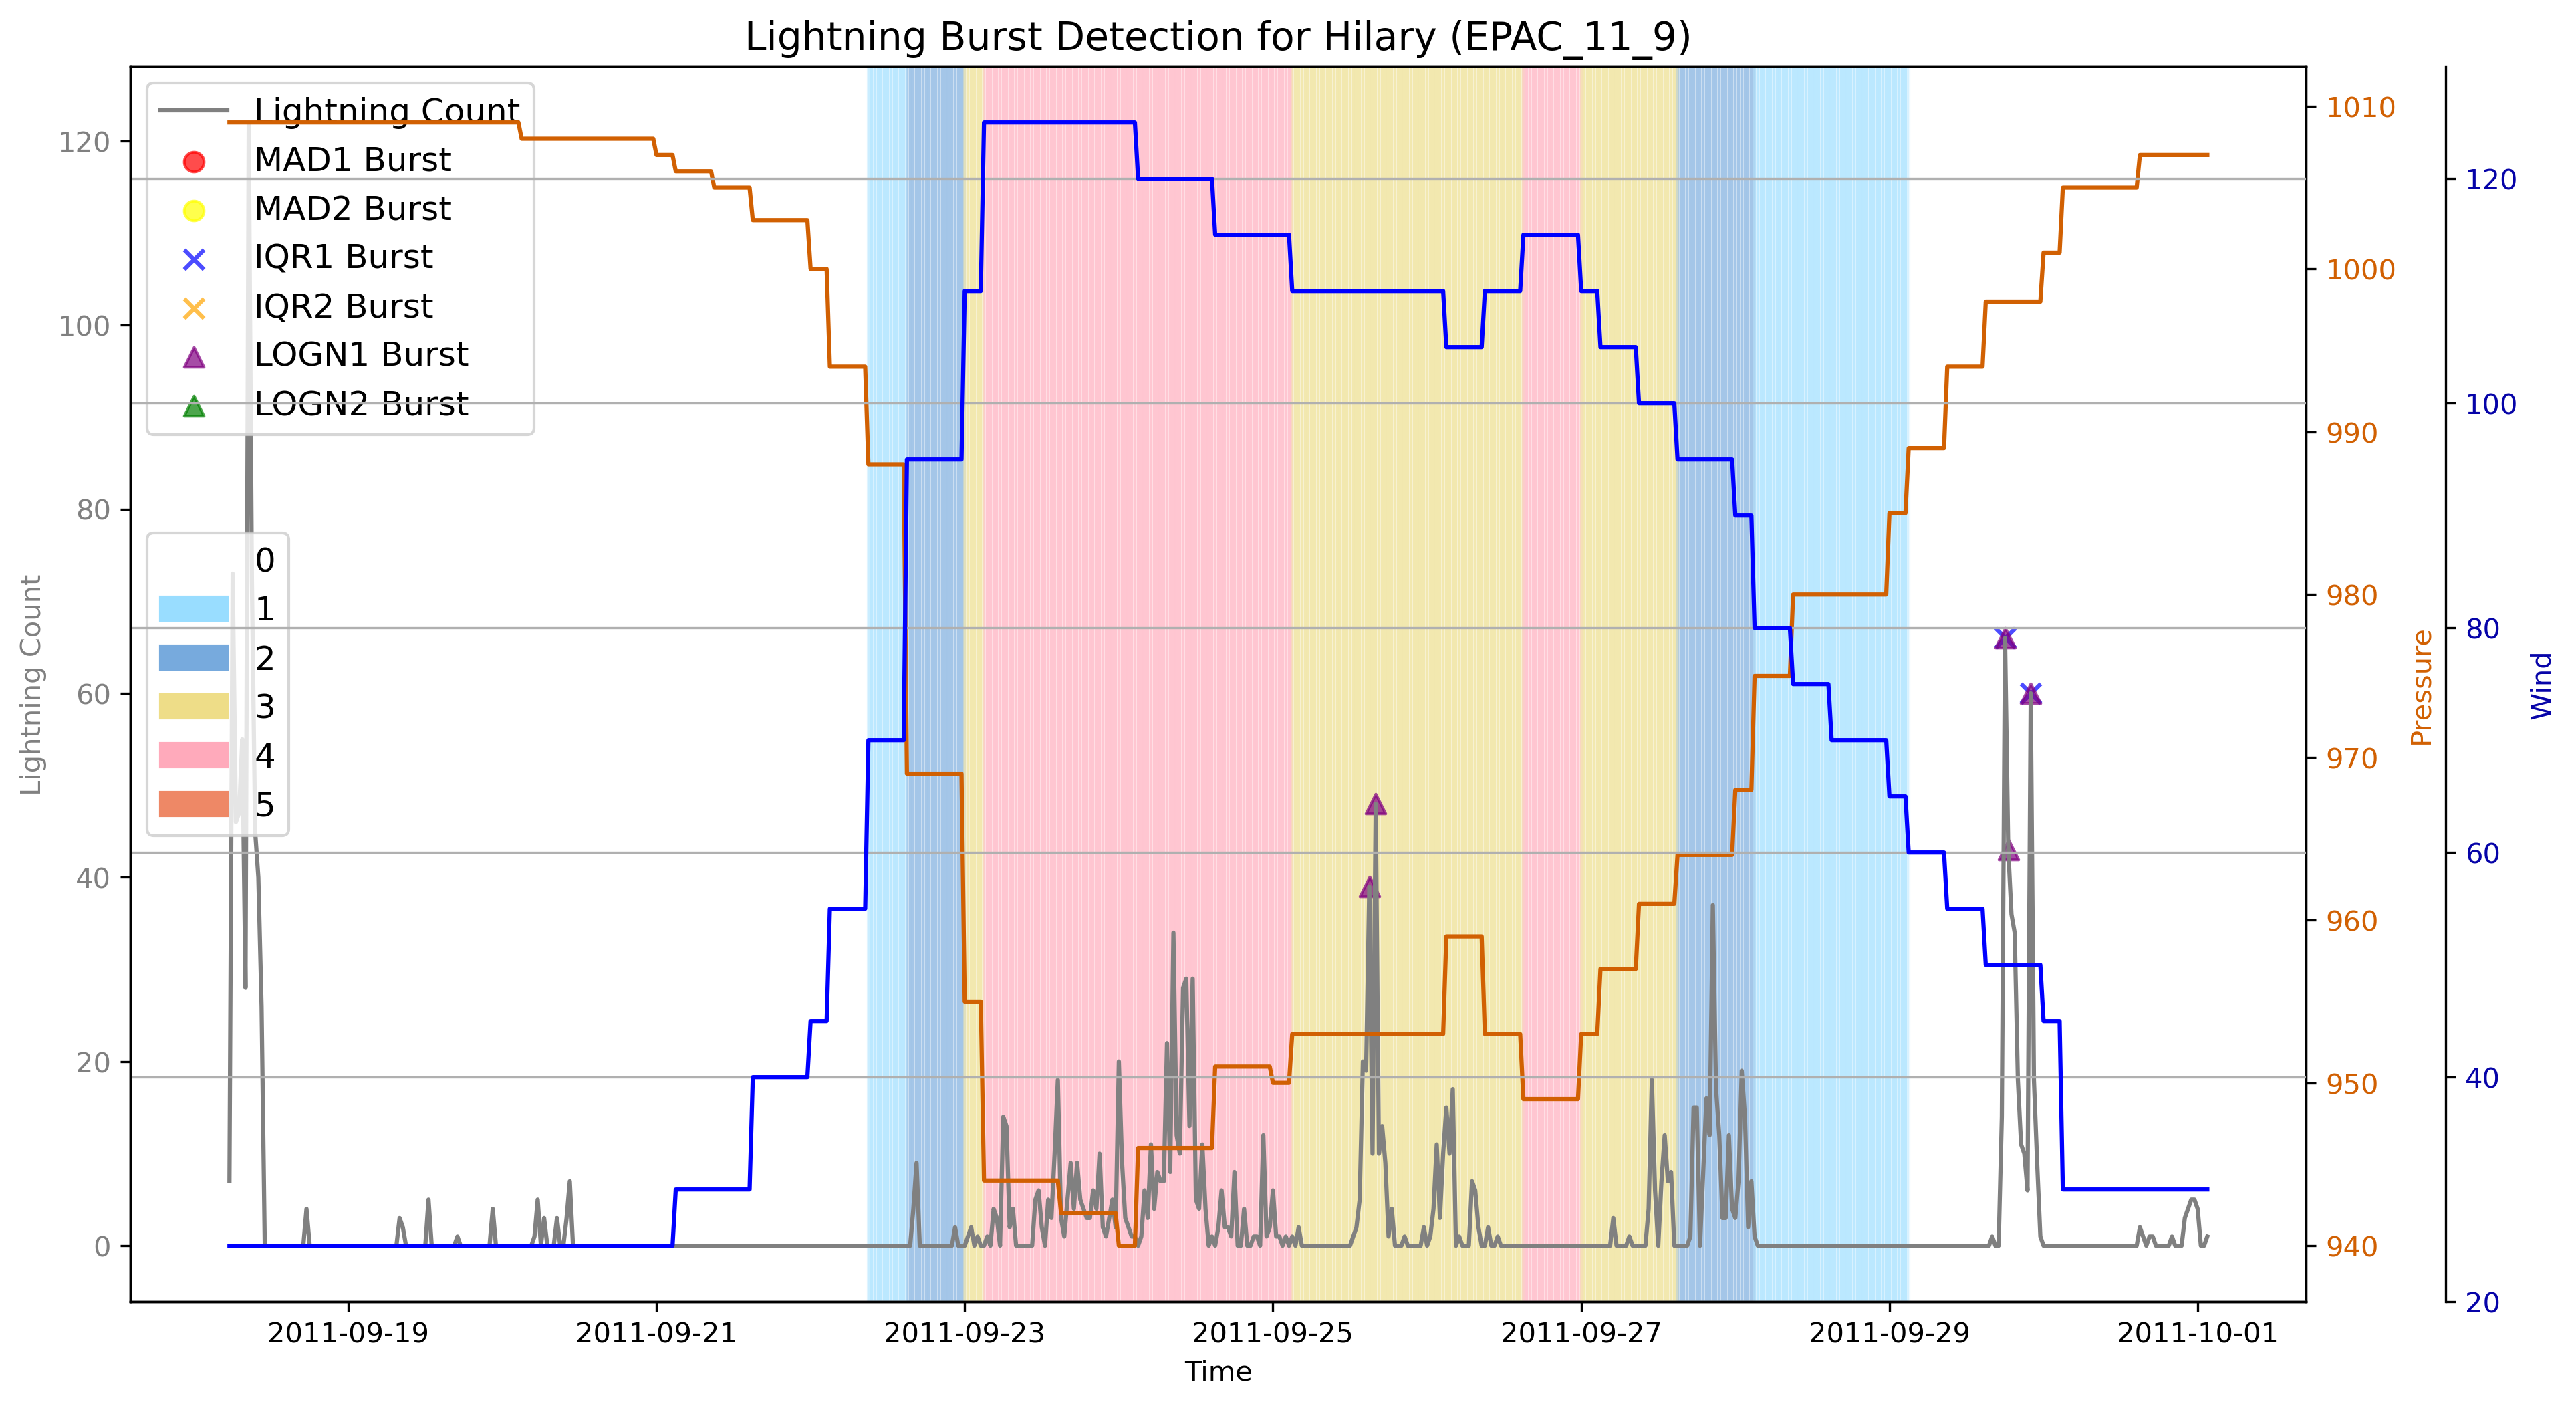 Lightning Burst Detection for Hilary (EPAC_11_9)
Lightning Count
MAD1 Burst
MAD2 Burst
IQR1 Burst
IQR2 Burst
LOGN1 Burst
LOGN2 Burst
0
1
2
3
4
5
120
100
80
60
40
20
0
Lightning Count
1010
1000
990
980
970
960
950
940
Pressure
120
100
80
60
40
20
Wind
2011-09-19
2011-09-21
2011-09-23
2011-09-25
2011-09-27
2011-09-29
2011-10-01
Time